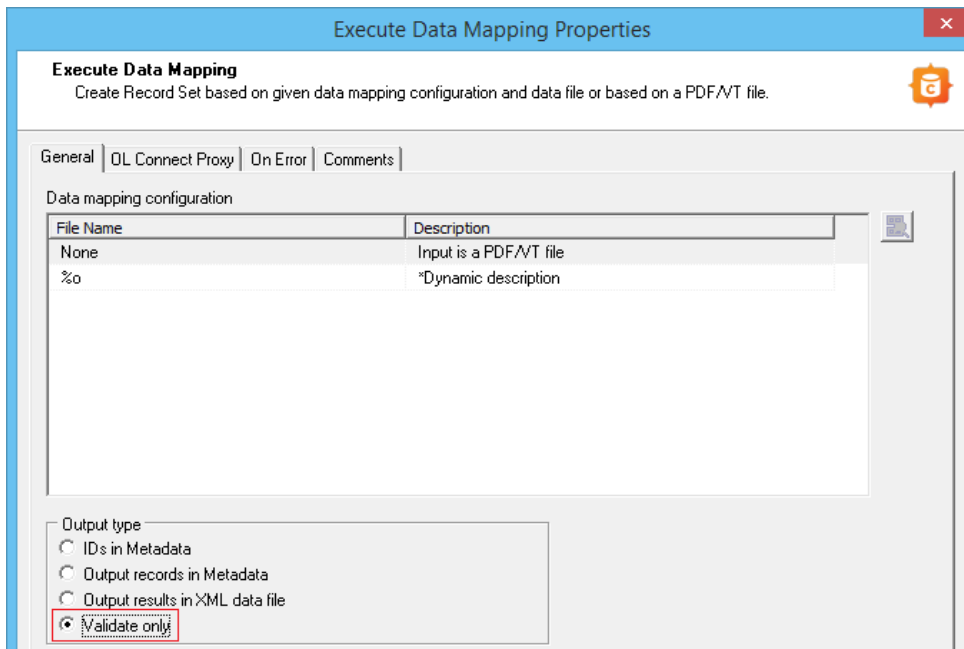 Execute Data Mapping Properties
Execute Data Mapping
Create Record Set based on given data mapping configuration and data file or based on a PDF/VT file.
General OL Connect Proxy On Error Comments
Data mapping configuration
File Name Description
None Input is a PDF/VT file
%o *Dynamic description
Output type
IDs in Metadata
Output records in Metadata
Output results in XML data file
Validate only